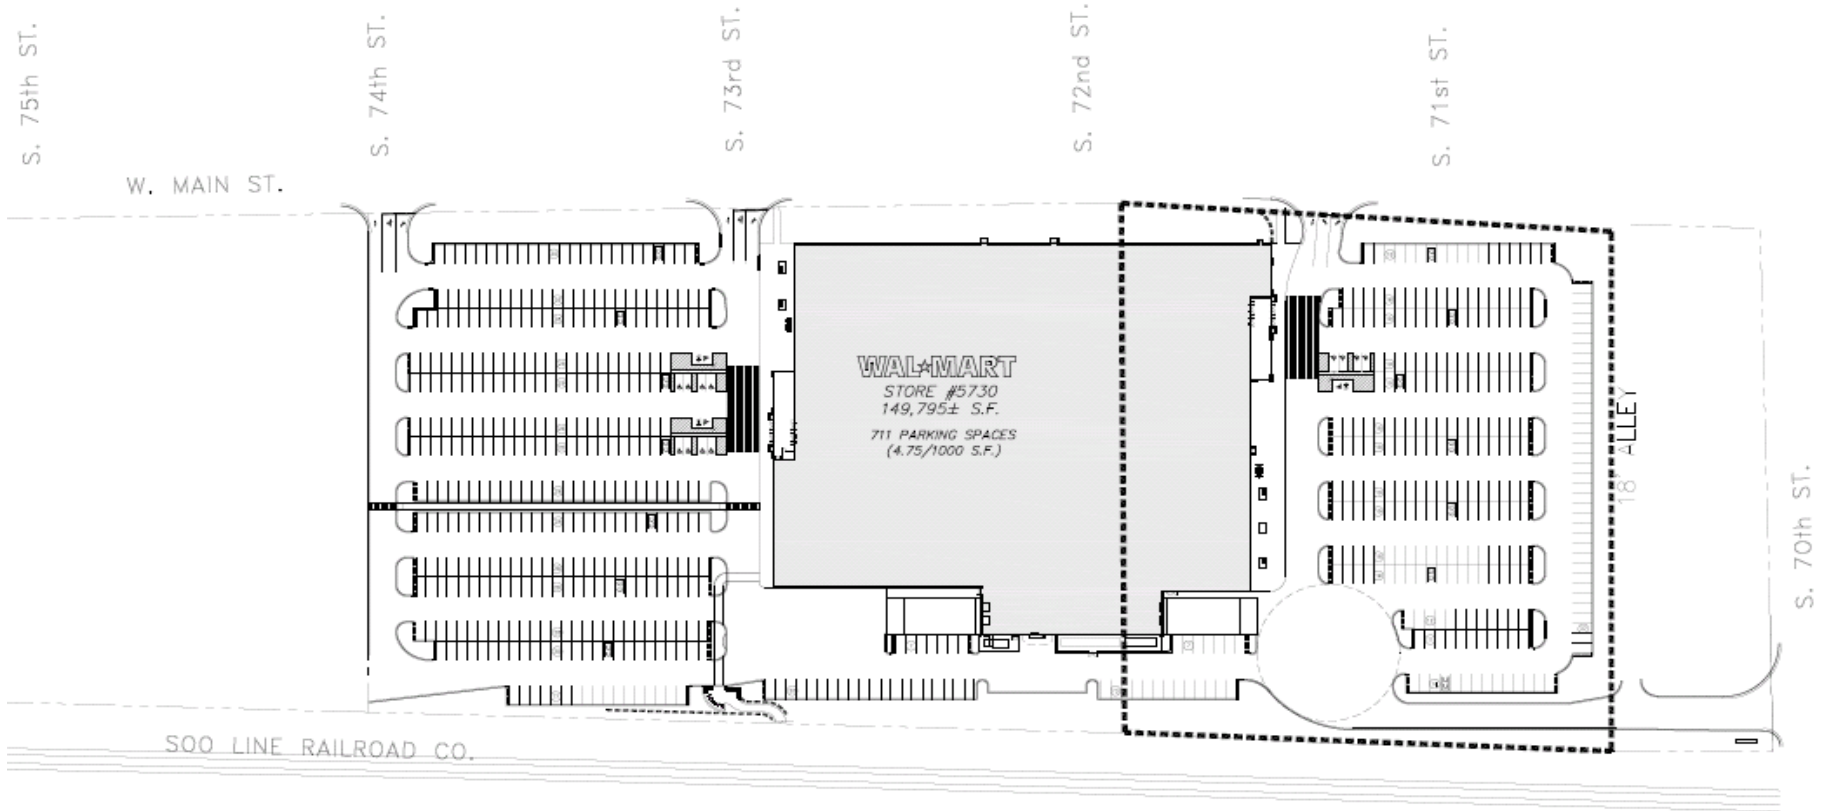 S. 75th ST.
S. 74th ST.
S. 73rd ST.
S. 72nd ST.
S. 71st ST.
W. MAIN ST.
WAL★MART
STORE #5730
149,795± S.F.
711 PARKING SPACES
(4.75/1000 S.F.)
18' ALLEY
S. 70th ST.
SOO LINE RAILROAD CO.